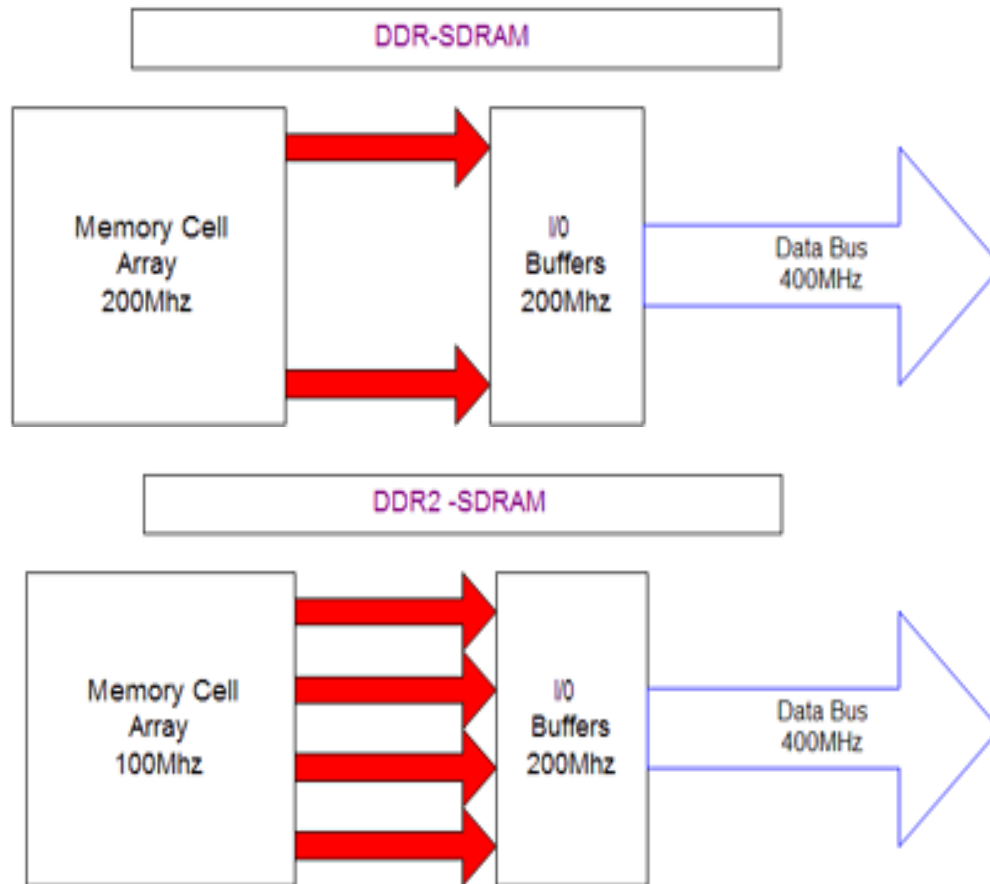 DDR-SDRAM
Memory Cell
Array
200Mhz
I/0
Buffers
200Mhz
Data Bus
400MHz
DDR2 -SDRAM
Memory Cell
Array
100Mhz
I/0
Buffers
200Mhz
Data Bus
400MHz